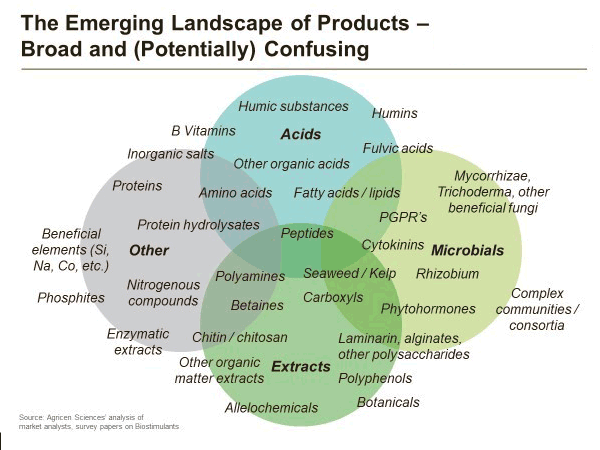 The Emerging Landscape of Products –
Broad and (Potentially) Confusing
Humic substances
Humins
B Vitamins
Acids
Inorganic salts
Fulvic acids
Other organic acids
Mycorrhizae,
Trichoderma, other
beneficial fungi
Proteins
Amino acids
Fatty acids / lipids
PGPR's
Protein hydrolysates
Peptides
Beneficial
elements (Si,
Na, Co, etc.)
Other
Cytokinins
Microbials
Polyamines
Seaweed / Kelp
Rhizobium
Phosphites
Nitrogenous
compounds
Betaines
Carboxyls
Phytohormones
Complex
communities /
consortia
Enzymatic
extracts
Chitin / chitosan
Laminarin, alginates,
other polysaccharides
Other organic
matter extracts
Extracts
Polyphenols
Allelochemicals
Botanicals
Source: Agricen Sciences' analysis of
market analysts, survey papers on Biostimulants